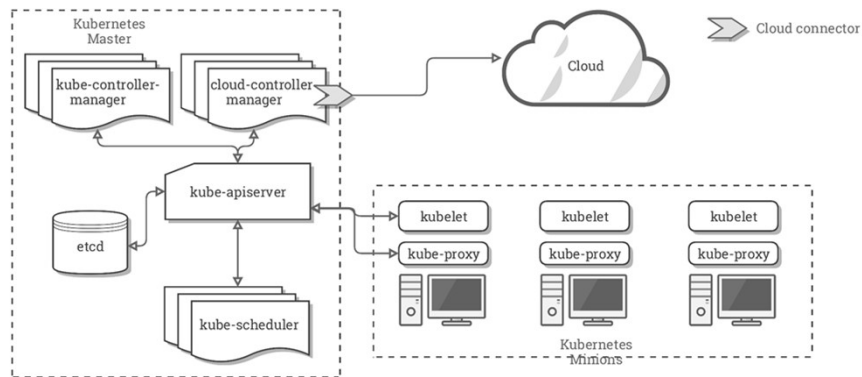 Kubernetes
Master
kube-controller-
manager
cloud-controller
manager
Cloud
Cloud connector
kube-apiserver
etcd
kube-scheduler
kubelet
kubelet
kubelet
kube-proxy
kube-proxy
kube-proxy
Kubernetes
Minions